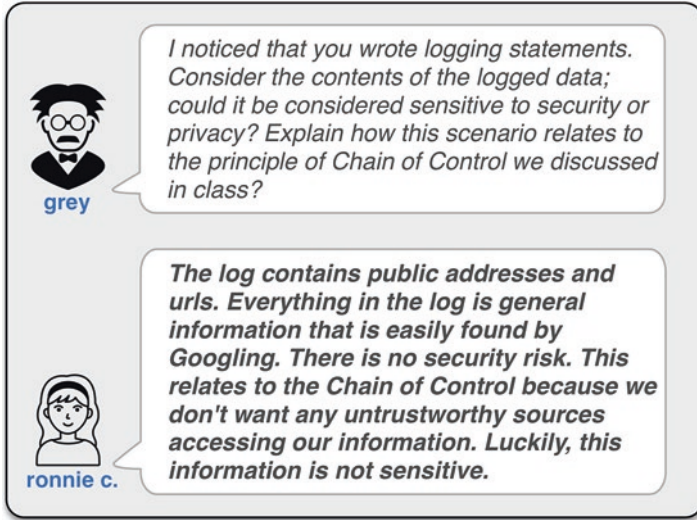 I noticed that you wrote logging statements.
Consider the contents of the logged data;
could it be considered sensitive to security or
privacy? Explain how this scenario relates to
the principle of Chain of Control we discussed
in class?
grey
The log contains public addresses and
urls. Everything in the log is general
information that is easily found by
Googling. There is no security risk. This
relates to the Chain of Control because we
don't want any untrustworthy sources
accessing our information. Luckily, this
information is not sensitive.
ronnie c.